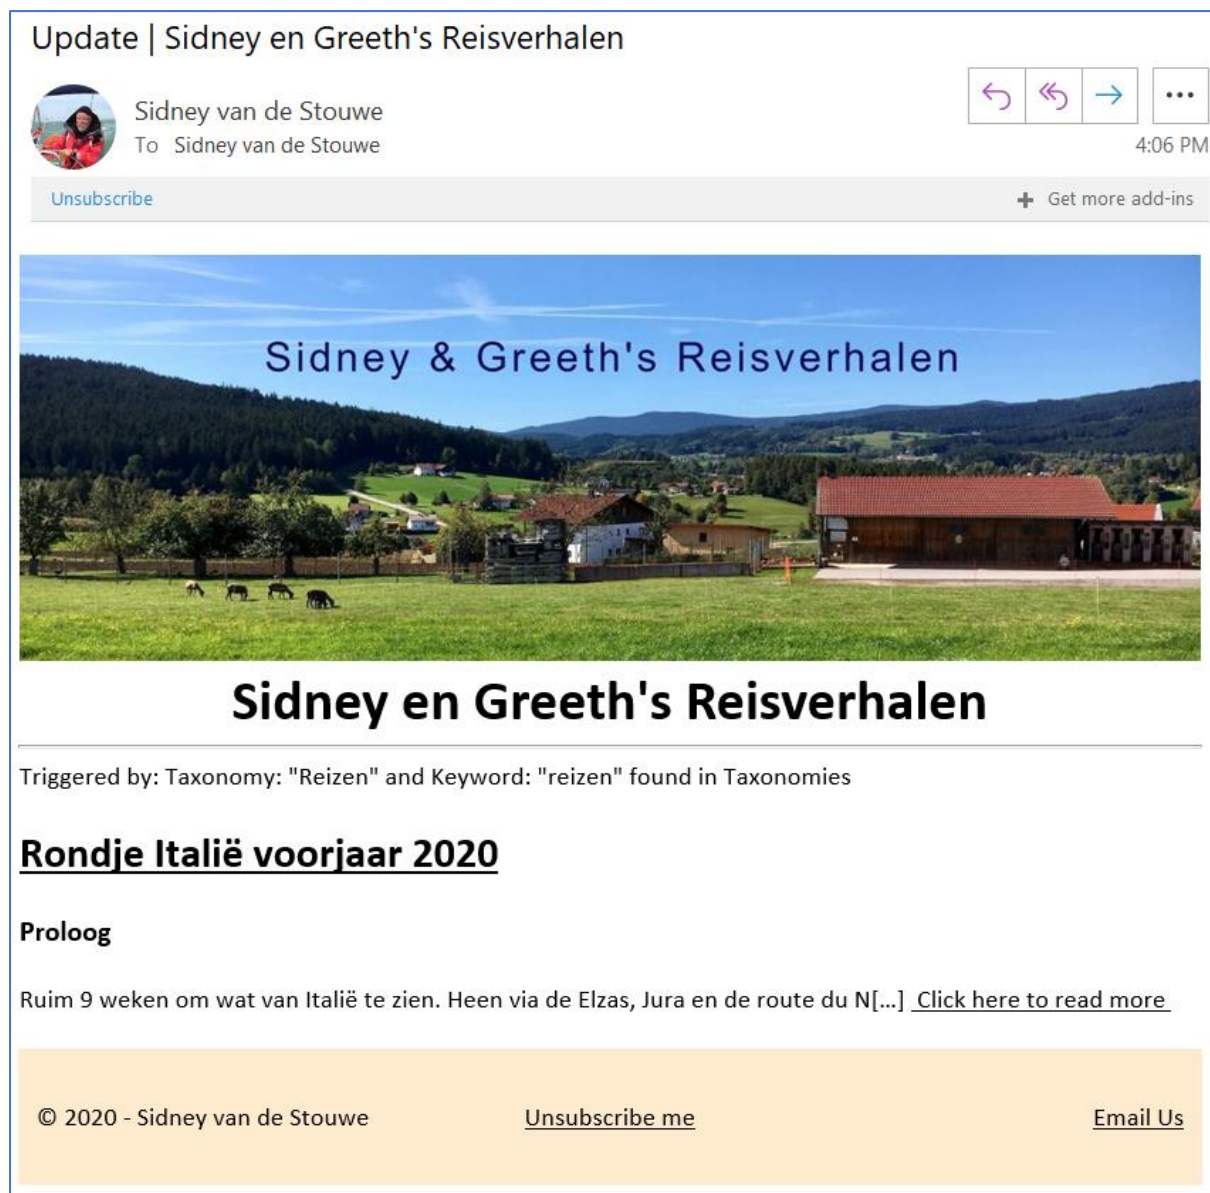 Update | Sidney en Greeth's Reisverhalen
Sidney van de Stouwe
To Sidney van de Stouwe
4:06 PM
Unsubscribe
Get more add-ins
Sidney & Greeth's Reisverhalen
Sidney en Greeth's Reisverhalen
Triggered by: Taxonomy: "Reizen" and Keyword: "reizen" found in Taxonomies
Rondje Italië voorjaar 2020
Proloog
Ruim 9 weken om wat van Italië te zien. Heen via de Elzas, Jura en de route du N[...] Click here to read more
© 2020 - Sidney van de Stouwe
Unsubscribe me
Email Us